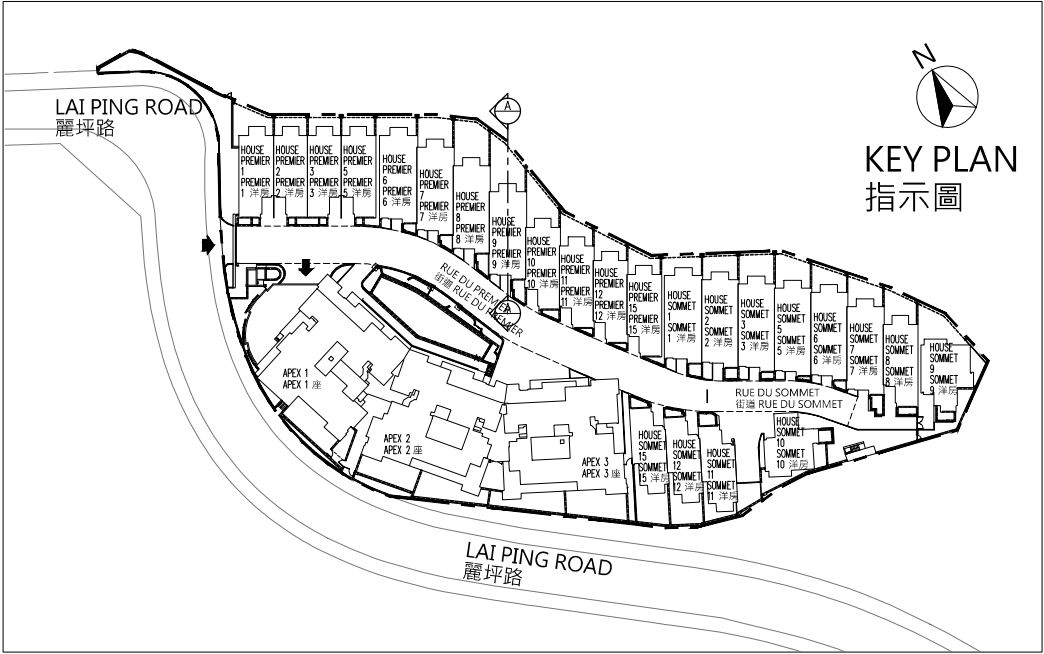 N
KEY PLAN
指示圖
LAI PING ROAD
麗坪路
A
HOUSE
PREMIER
1
PREMIER
1 洋房
HOUSE
PREMIER
2
PREMIER
2 洋房
HOUSE
PREMIER
3
PREMIER
3 洋房
HOUSE
PREMIER
5
PREMIER
5 洋房
HOUSE
PREMIER
6
PREMIER
6 洋房
HOUSE
PREMIER
7
PREMIER
7 洋房
HOUSE
PREMIER
8
PREMIER
8 洋房
HOUSE
PREMIER
9
PREMIER
9 洋房
HOUSE
PREMIER
10
PREMIER
10 洋房
HOUSE
PREMIER
11
PREMIER
11 洋房
HOUSE
PREMIER
12
PREMIER
12 洋房
HOUSE
PREMIER
15
PREMIER
15 洋房
HOUSE
SOMMET
1
SOMMET
1 洋房
HOUSE
SOMMET
2
SOMMET
2 洋房
HOUSE
SOMMET
3
SOMMET
3 洋房
HOUSE
SOMMET
5
SOMMET
5 洋房
HOUSE
SOMMET
6
SOMMET
6 洋房
HOUSE
SOMMET
7
SOMMET
7 洋房
HOUSE
SOMMET
8
SOMMET
8 洋房
HOUSE
SOMMET
9
SOMMET
9 洋房
RUE DU PREMIER
街道 RUE DU PREMIER
A
RUE DU SOMMET
街道 RUE DU SOMMET
APEX 1
APEX 1 座
APEX 2
APEX 2 座
APEX 3
APEX 3 座
HOUSE
SOMMET
15
SOMMET
15 洋房
HOUSE
SOMMET
12
SOMMET
12 洋房
HOUSE
SOMMET
11
SOMMET
11 洋房
HOUSE
SOMMET
10
SOMMET
10 洋房
LAI PING ROAD
麗坪路